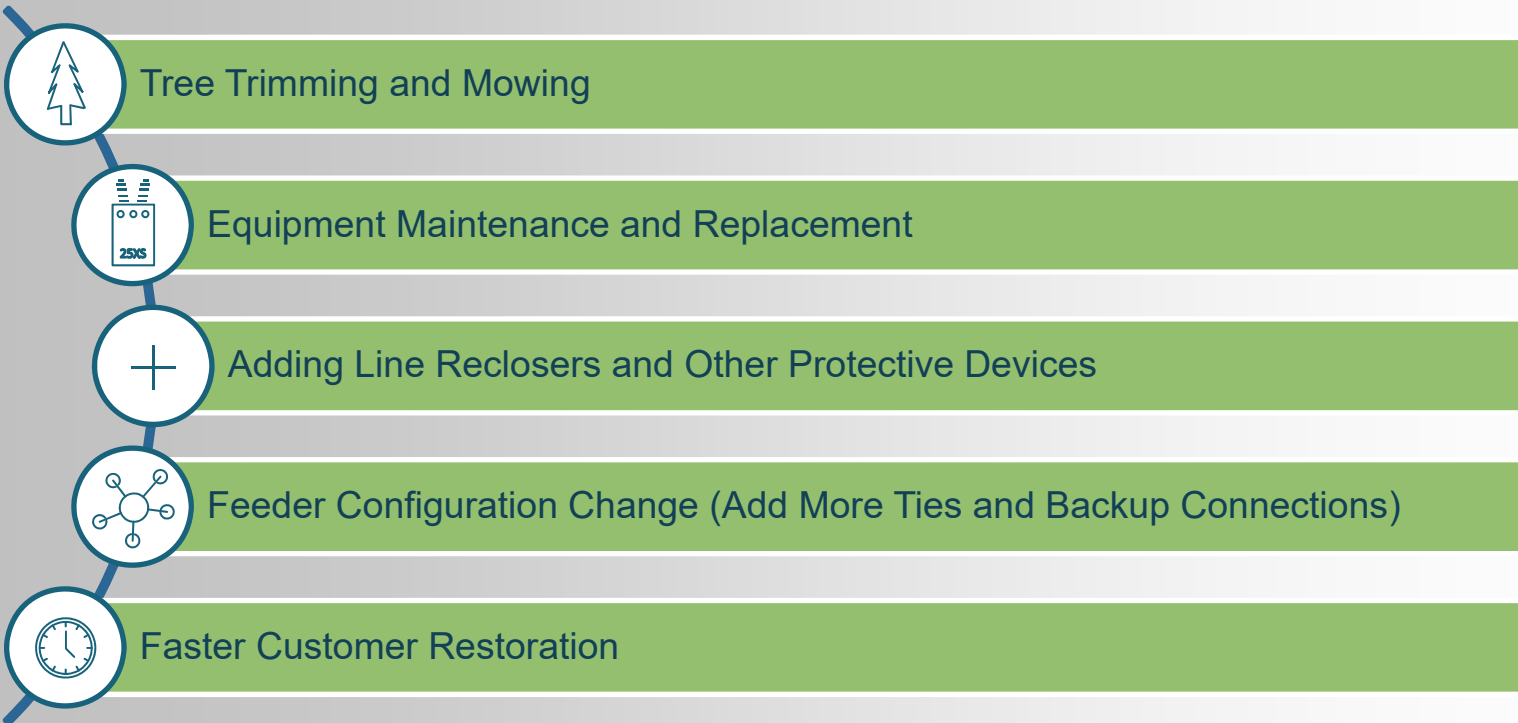 Tree Trimming and Mowing
25XS
Equipment Maintenance and Replacement
Adding Line Reclosers and Other Protective Devices
Feeder Configuration Change (Add More Ties and Backup Connections)
Faster Customer Restoration